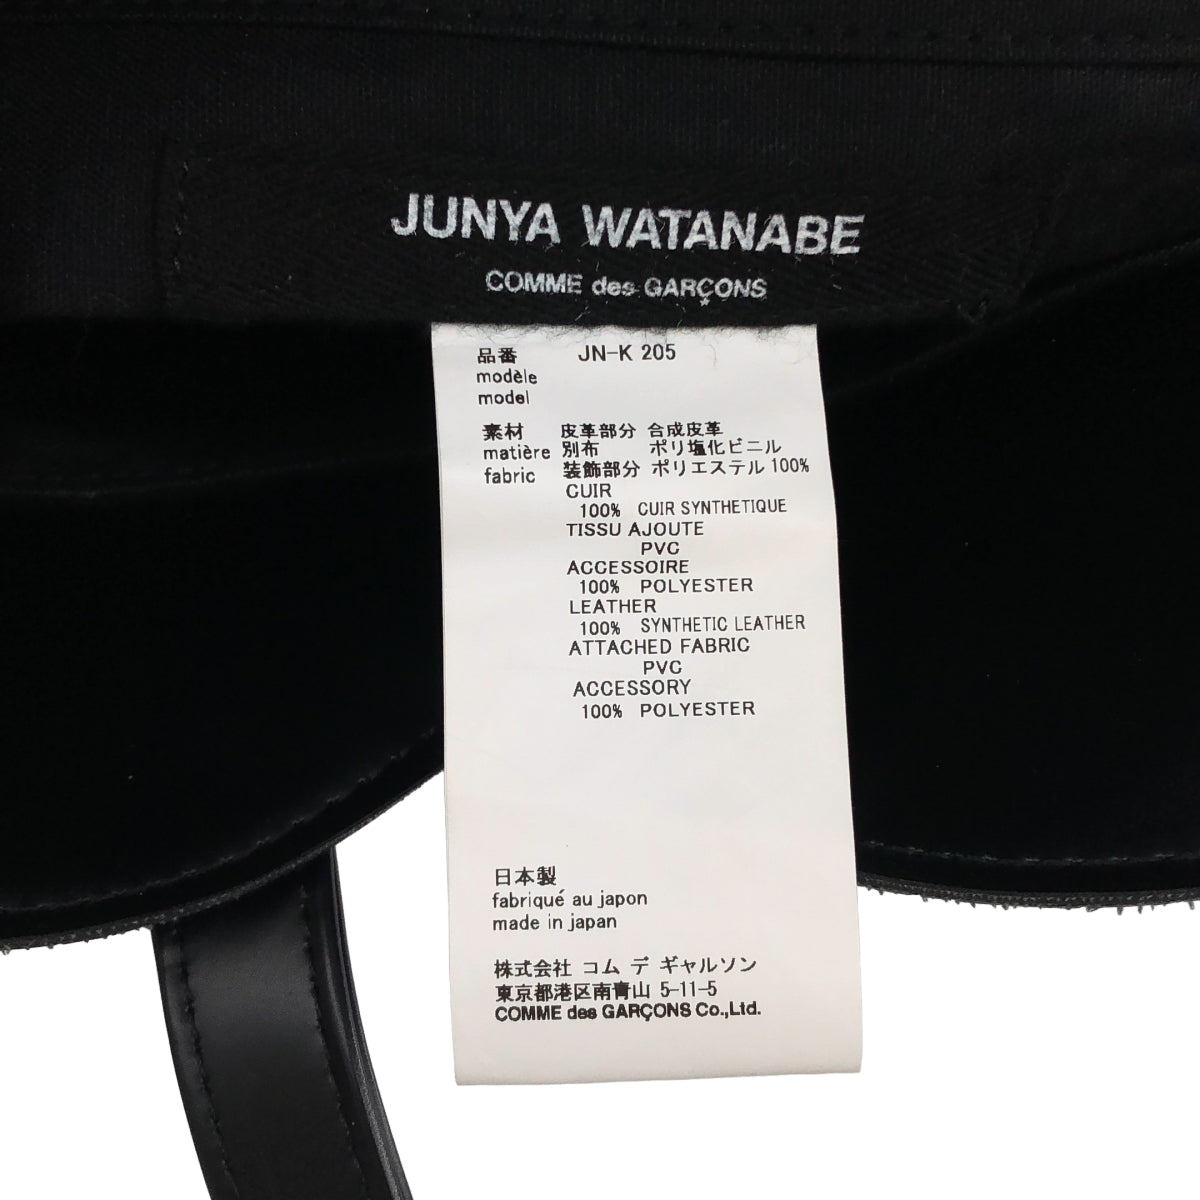 JUNYA WATANABE
COMME des GARÇONS
品番 JN-K 205
modèle
model
素材 皮革部分 合成皮革
matière 別布 ポリ塩化ビニル
fabric 装飾部分 ポリエステル 100%
CUIR
100% CUIR SYNTHETIQUE
TISSU AJOUTE
PVC
ACCESSOIRE
100% POLYESTER
LEATHER
100% SYNTHETIC LEATHER
ATTACHED FABRIC
PVC
ACCESSORY
100% POLYESTER
日本製
fabriqué au japon
made in japan
株式会社 コム デ ギャルソン
東京都港区南青山 5-11-5
COMME des GARÇONS Co.,Ltd.